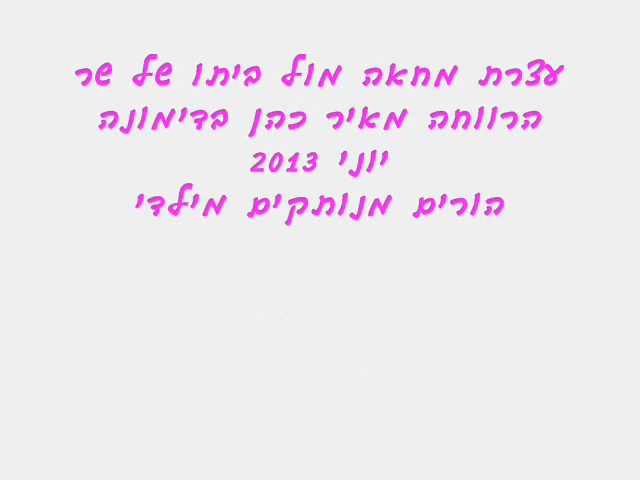 עצרת מחאה מול ביתו של שר
הרווחה מאיר כהן בדימונה
יוני 2013
הורים מנותקים מילדי